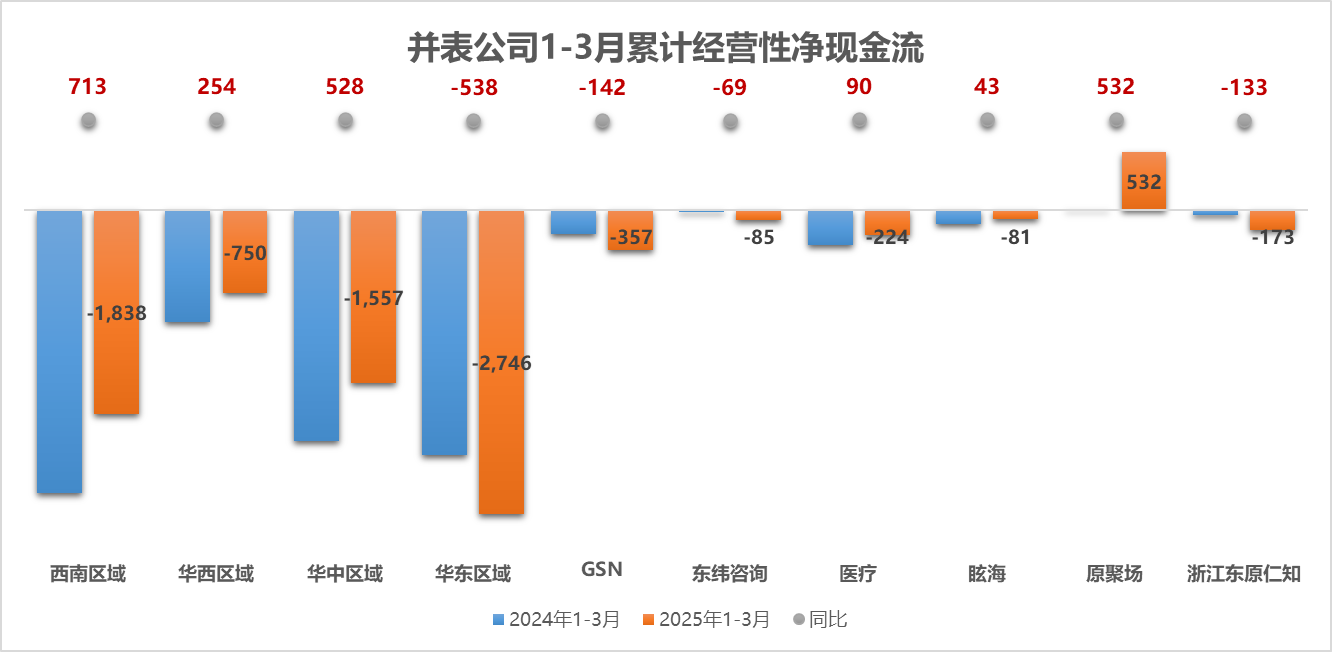 并表公司1-3月累计经营性净现金流
713 254 528 -538 -142 -69 90 43 532 -133
532
-357 -85 -224 -81 -173
-750
-1,557
-1,838
-2,746
西南区域 华西区域 华中区域 华东区域 GSN 东纬咨询 医疗 眩海 原聚场 浙江东原仁知
2024年1-3月 2025年1-3月 同比